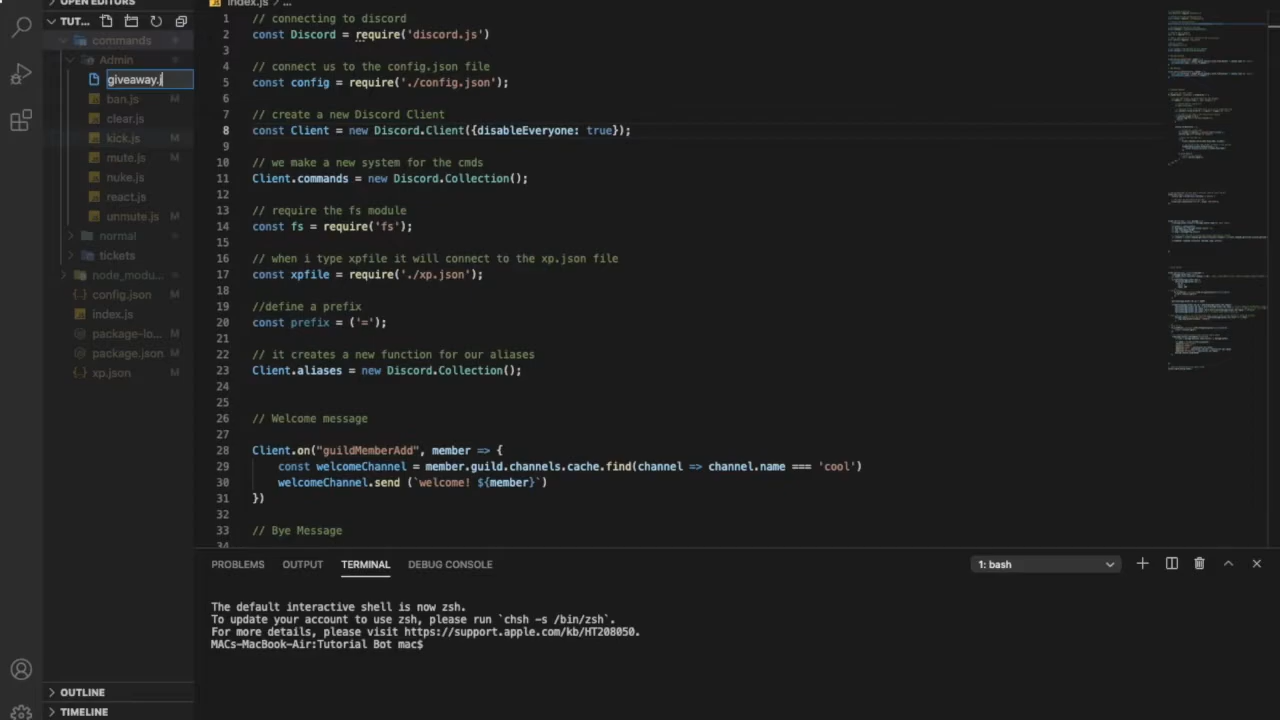 OPEN EDITORS
index.js > ...
TUT...
commands
Admin
giveaway.j
ban.js M
clear.js
kick.js M
mute.js M
nuke.js
react.js
unmute.js M
normal
tickets
node_modu...
config.json M
index.js
package-lo... M
package.json M
xp.json M
OUTLINE
TIMELINE
1 // connecting to discord
2 const Discord = require('discord.js')
3
4 // connect us to the config.json file
5 const config = require('./config.json');
6
7 // create a new Discord Client
8 const Client = new Discord.Client({disableEveryone: true});
9
10 // we make a new system for the cmds
11 Client.commands = new Discord.Collection();
12
13 // require the fs module
14 const fs = require('fs');
15
16 // when i type xpfile it will connect to the xp.json file
17 const xpfile = require('./xp.json');
18
19 //define a prefix
20 const prefix = ('=');
21
22 // it creates a new function for our aliases
23 Client.aliases = new Discord.Collection();
24
25
26 // Welcome message
27
28 Client.on("guildMemberAdd", member => {
29 const welcomeChannel = member.guild.channels.cache.find(channel => channel.name === 'cool')
30 welcomeChannel.send (`welcome! ${member}`)
31 })
32
33 // Bye Message
34
PROBLEMS OUTPUT TERMINAL DEBUG CONSOLE 1: bash
The default interactive shell is now zsh.
To update your account to use zsh, please run `chsh -s /bin/zsh`.
For more details, please visit https://support.apple.com/kb/HT208050.
MACs-MacBook-Air:Tutorial Bot mac$